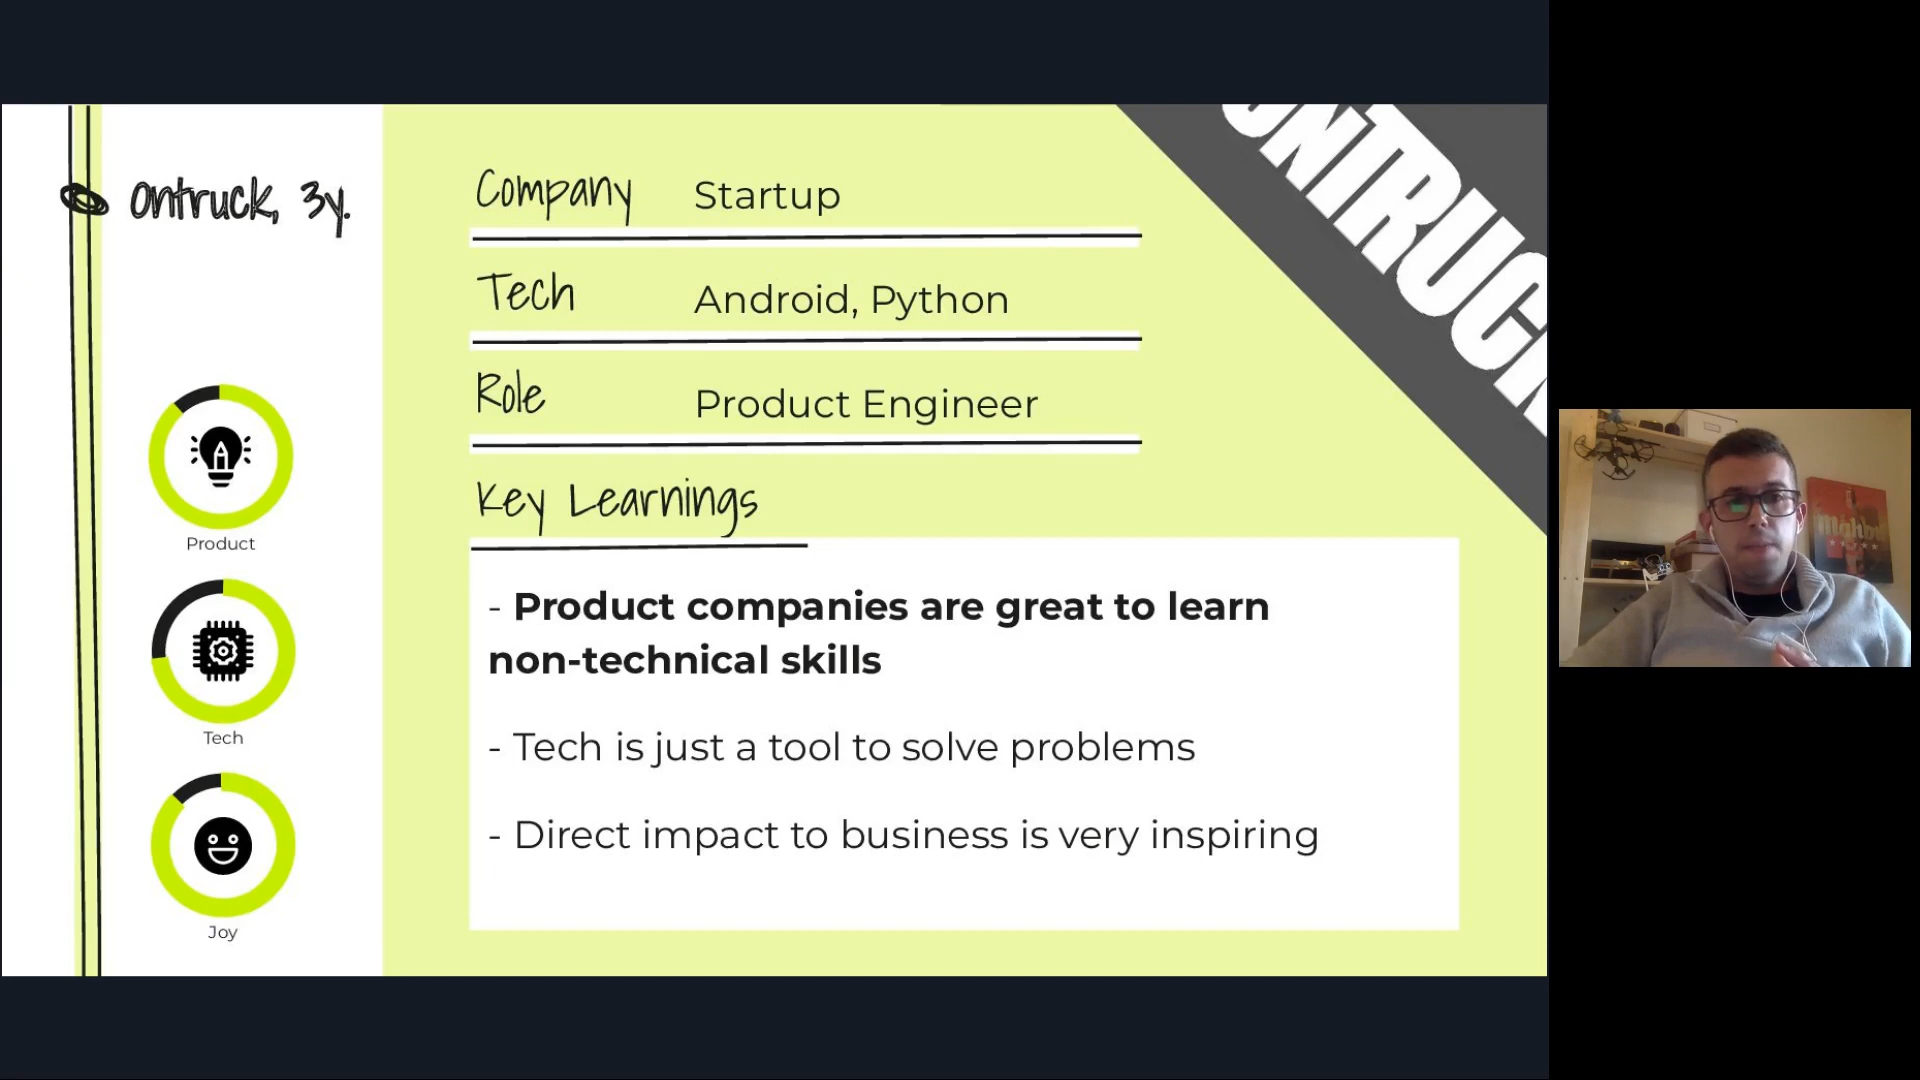 Ontruck, 3y.
Company Startup
Tech Android, Python
Role Product Engineer
Key Learnings
- Product companies are great to learn
non-technical skills
- Tech is just a tool to solve problems
- Direct impact to business is very inspiring
Product
Tech
Joy
ONTRUCK